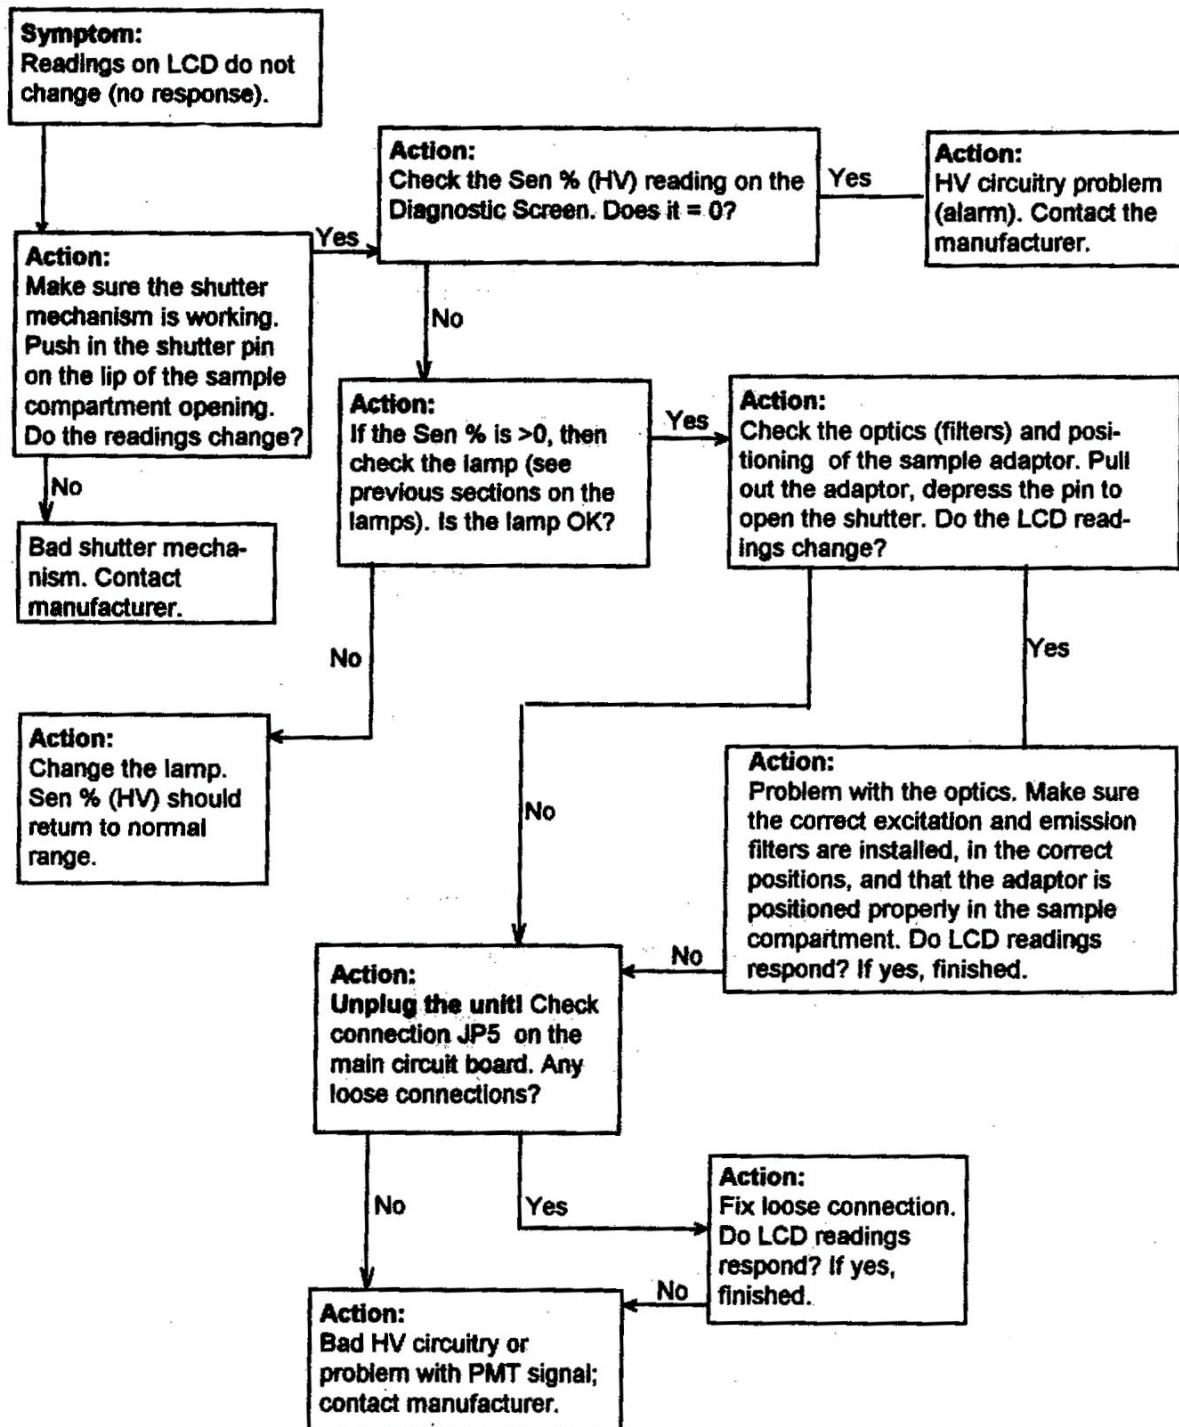 Symptom:
Readings on LCD do not
change (no response).
Action:
Check the Sen % (HV) reading on the
Diagnostic Screen. Does it = 0?
Yes
Action:
HV circuitry problem
(alarm). Contact the
manufacturer.
Yes
Action:
Make sure the shutter
mechanism is working.
Push in the shutter pin
on the lip of the sample
compartment opening.
Do the readings change?
No
No
Bad shutter mecha-
nism. Contact
manufacturer.
Action:
If the Sen % is >0, then
check the lamp (see
previous sections on the
lamps). Is the lamp OK?
Yes
Action:
Check the optics (filters) and posi-
tioning of the sample adaptor. Pull
out the adaptor, depress the pin to
open the shutter. Do the LCD read-
ings change?
No
Yes
Action:
Change the lamp.
Sen % (HV) should
return to normal
range.
No
Action:
Problem with the optics. Make sure
the correct excitation and emission
filters are installed, in the correct
positions, and that the adaptor is
positioned properly in the sample
compartment. Do LCD readings
respond? If yes, finished.
No
Action:
Unplug the unit! Check
connection JP5 on the
main circuit board. Any
loose connections?
No
Yes
Action:
Fix loose connection.
Do LCD readings
respond? If yes,
finished.
No
Action:
Bad HV circuitry or
problem with PMT signal;
contact manufacturer.